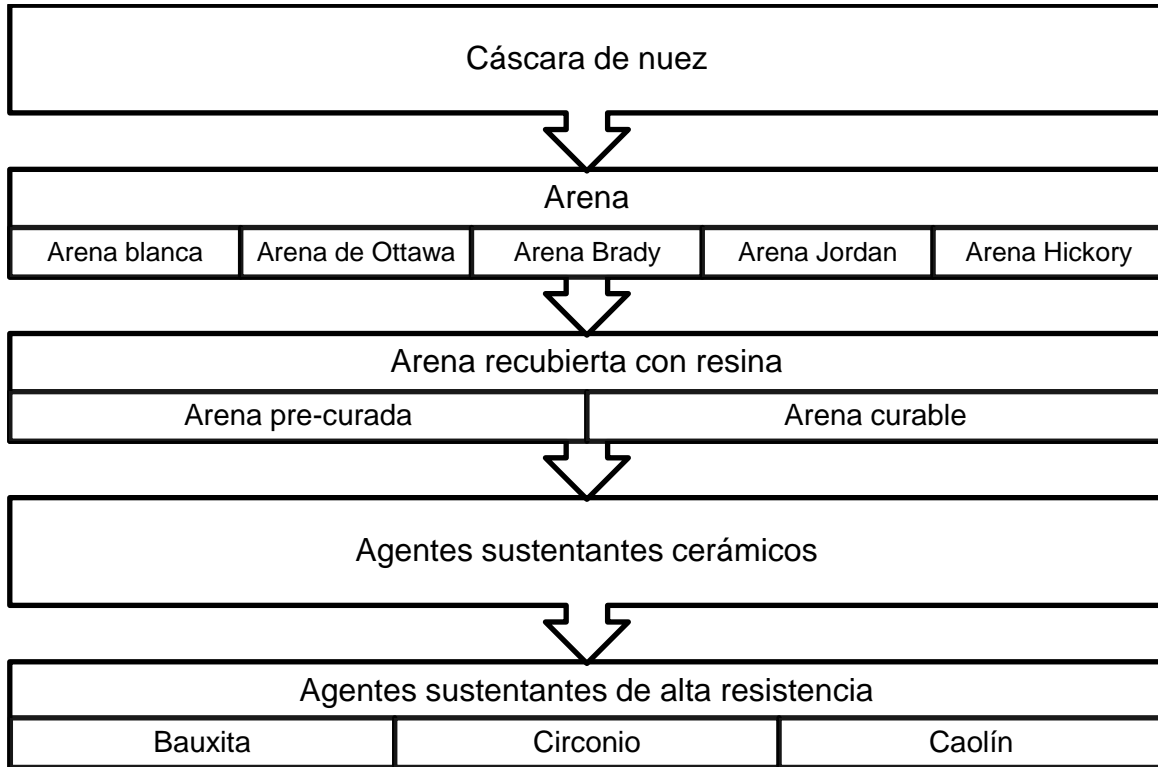 Cáscara de nuez
Arena
Arena blanca
Arena de Ottawa
Arena Brady
Arena Jordan
Arena Hickory
Arena recubierta con resina
Arena pre-curada
Arena curable
Agentes sustentantes cerámicos
Agentes sustentantes de alta resistencia
Bauxita
Circonio
Caolín